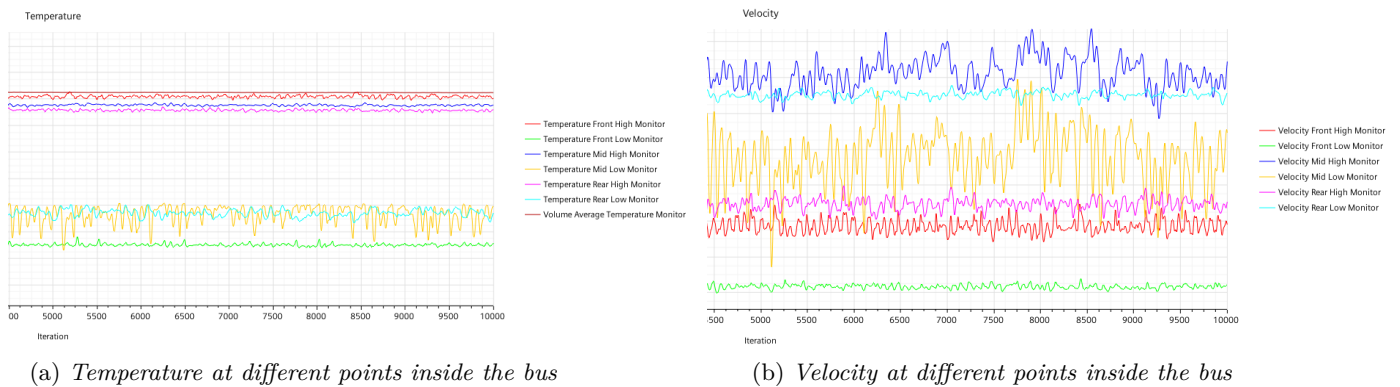 Temperature
00 5500 6000 6500 7000 7500 8000 8500 9000 9500 10000
Iteration
Temperature Front High Monitor
Temperature Front Low Monitor
Temperature Mid High Monitor
Temperature Mid Low Monitor
Temperature Rear High Monitor
Temperature Rear Low Monitor
Volume Average Temperature Monitor
(a) Temperature at different points inside the bus
Velocity
4500 5000 5500 6000 6500 7000 7500 8000 8500 9000 9500 10000
Iteration
Velocity Front High Monitor
Velocity Front Low Monitor
Velocity Mid High Monitor
Velocity Mid Low Monitor
Velocity Rear High Monitor
Velocity Rear Low Monitor
(b) Velocity at different points inside the bus